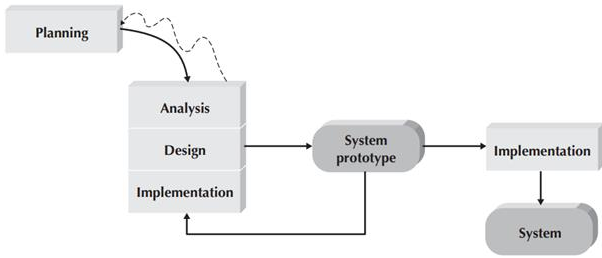 Planning
Analysis
Design
Implementation
System
prototype
Implementation
System